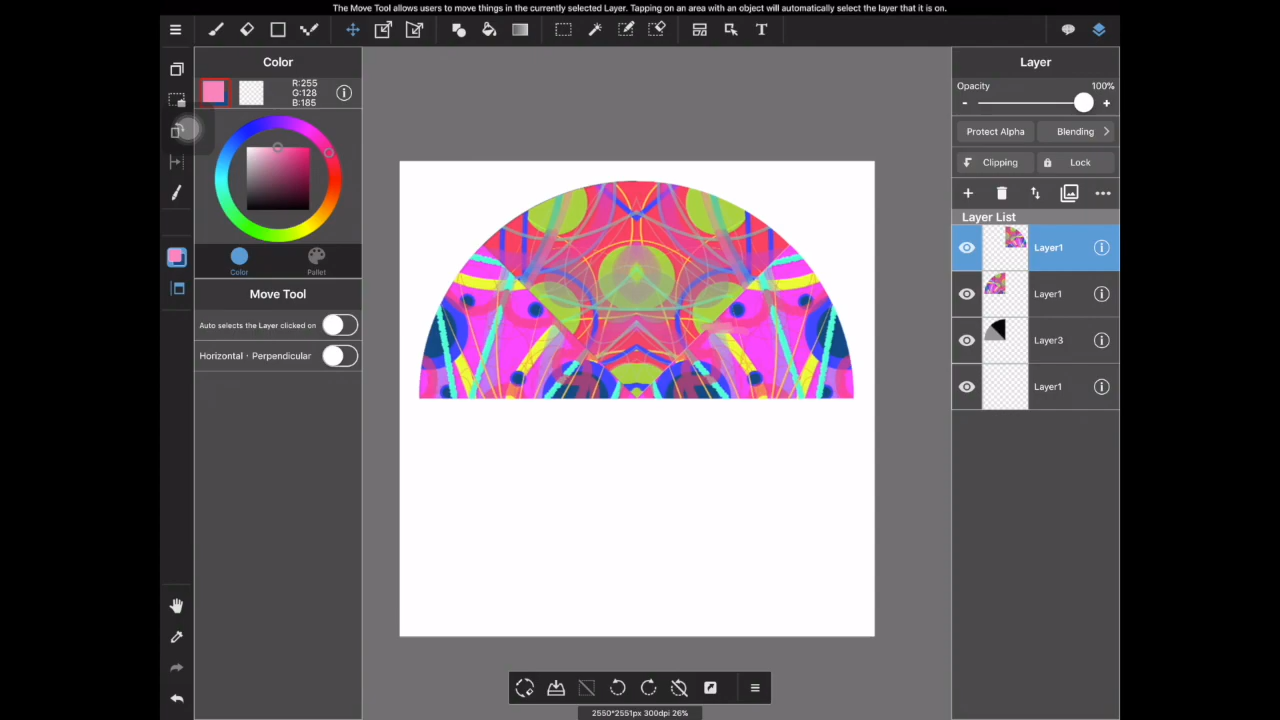 The Move Tool allows users to move things in the currently selected Layer. Tapping on an area with an object will automatically select the layer that it is on.
T
Color
R:255
G:128
B:185
Color
Pallet
Move Tool
Auto selects the Layer clicked on
Horizontal・Perpendicular
Layer
Opacity 100%
- +
Protect Alpha Blending
Clipping Lock
Layer List
Layer1
Layer1
Layer3
Layer1
2550*2551px 300dpi 26%